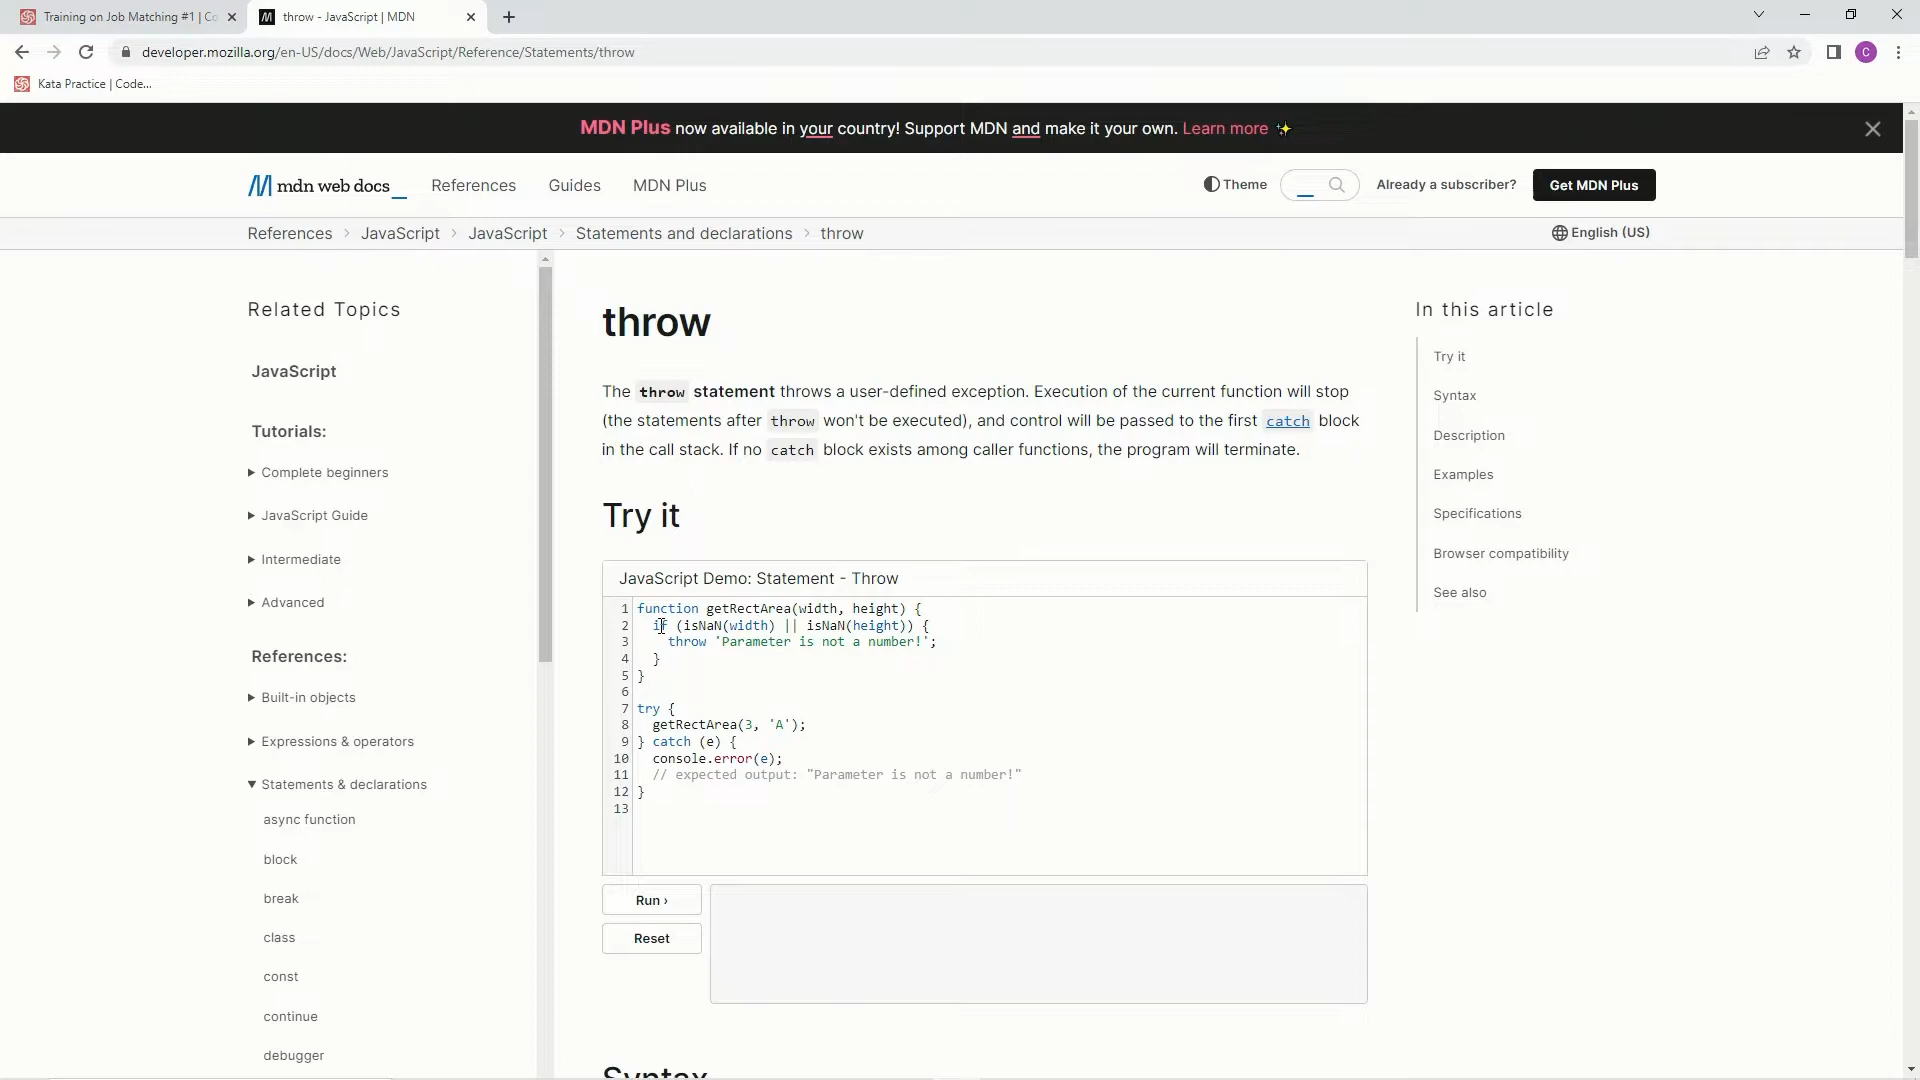 Training on Job Matching #1 | Co
throw - JavaScript | MDN
developer.mozilla.org/en-US/docs/Web/JavaScript/Reference/Statements/throw
C
Kata Practice | Code...
MDN Plus now available in your country! Support MDN and make it your own. Learn more ✨
mdn web docs_
References
Guides
MDN Plus
Theme
Already a subscriber?
Get MDN Plus
References > JavaScript > JavaScript > Statements and declarations > throw
English (US)
Related Topics
JavaScript
Tutorials:
Complete beginners
JavaScript Guide
Intermediate
Advanced
References:
Built-in objects
Expressions & operators
Statements & declarations
async function
block
break
class
const
continue
debugger
throw
The throw statement throws a user-defined exception. Execution of the current function will stop
(the statements after throw won't be executed), and control will be passed to the first catch block
in the call stack. If no catch block exists among caller functions, the program will terminate.
Try it
JavaScript Demo: Statement - Throw
1 function getRectArea(width, height) {
2 if (isNaN(width) || isNaN(height)) {
3 throw 'Parameter is not a number!';
4 }
5 }
6
7 try {
8 getRectArea(3, 'A');
9 } catch (e) {
10 console.error(e);
11 // expected output: "Parameter is not a number!"
12 }
13
Run ›
Reset
Syntax
In this article
Try it
Syntax
Description
Examples
Specifications
Browser compatibility
See also